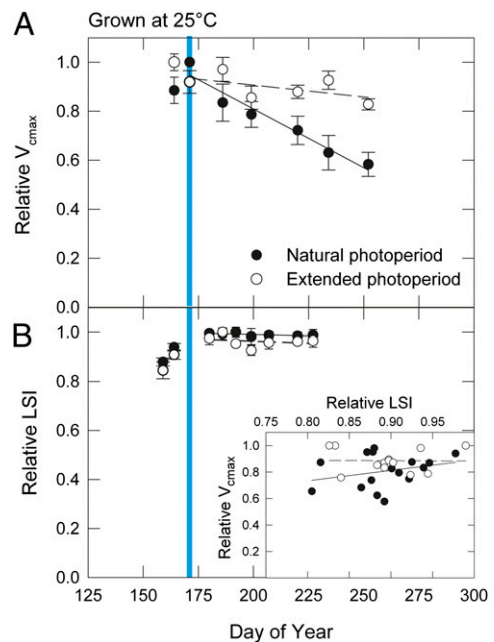 A
Grown at 25°C
Relative Vcmax
1.0
0.8
0.6
0.4
0.2
0.0
Natural photoperiod
Extended photoperiod
B
Relative LSI
1.0
0.8
0.6
0.4
0.2
0.0
Relative LSI
0.75 0.80 0.85 0.90 0.95
Relative Vcmax
1.0
0.8
0.6
0.4
0.2
125 150 175 200 225 250 275 300
Day of Year